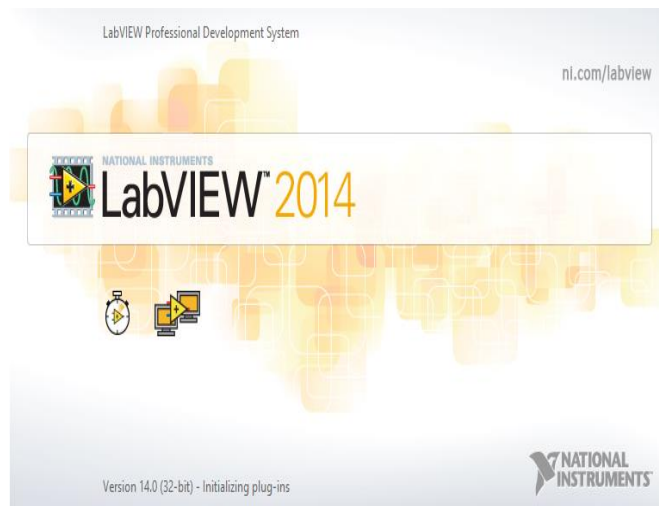 LabVIEW Professional Development System
ni.com/labview
NATIONAL INSTRUMENTS
LabVIEW™ 2014
Version 14.0 (32-bit) - Initializing plug-ins
NATIONAL
INSTRUMENTS™